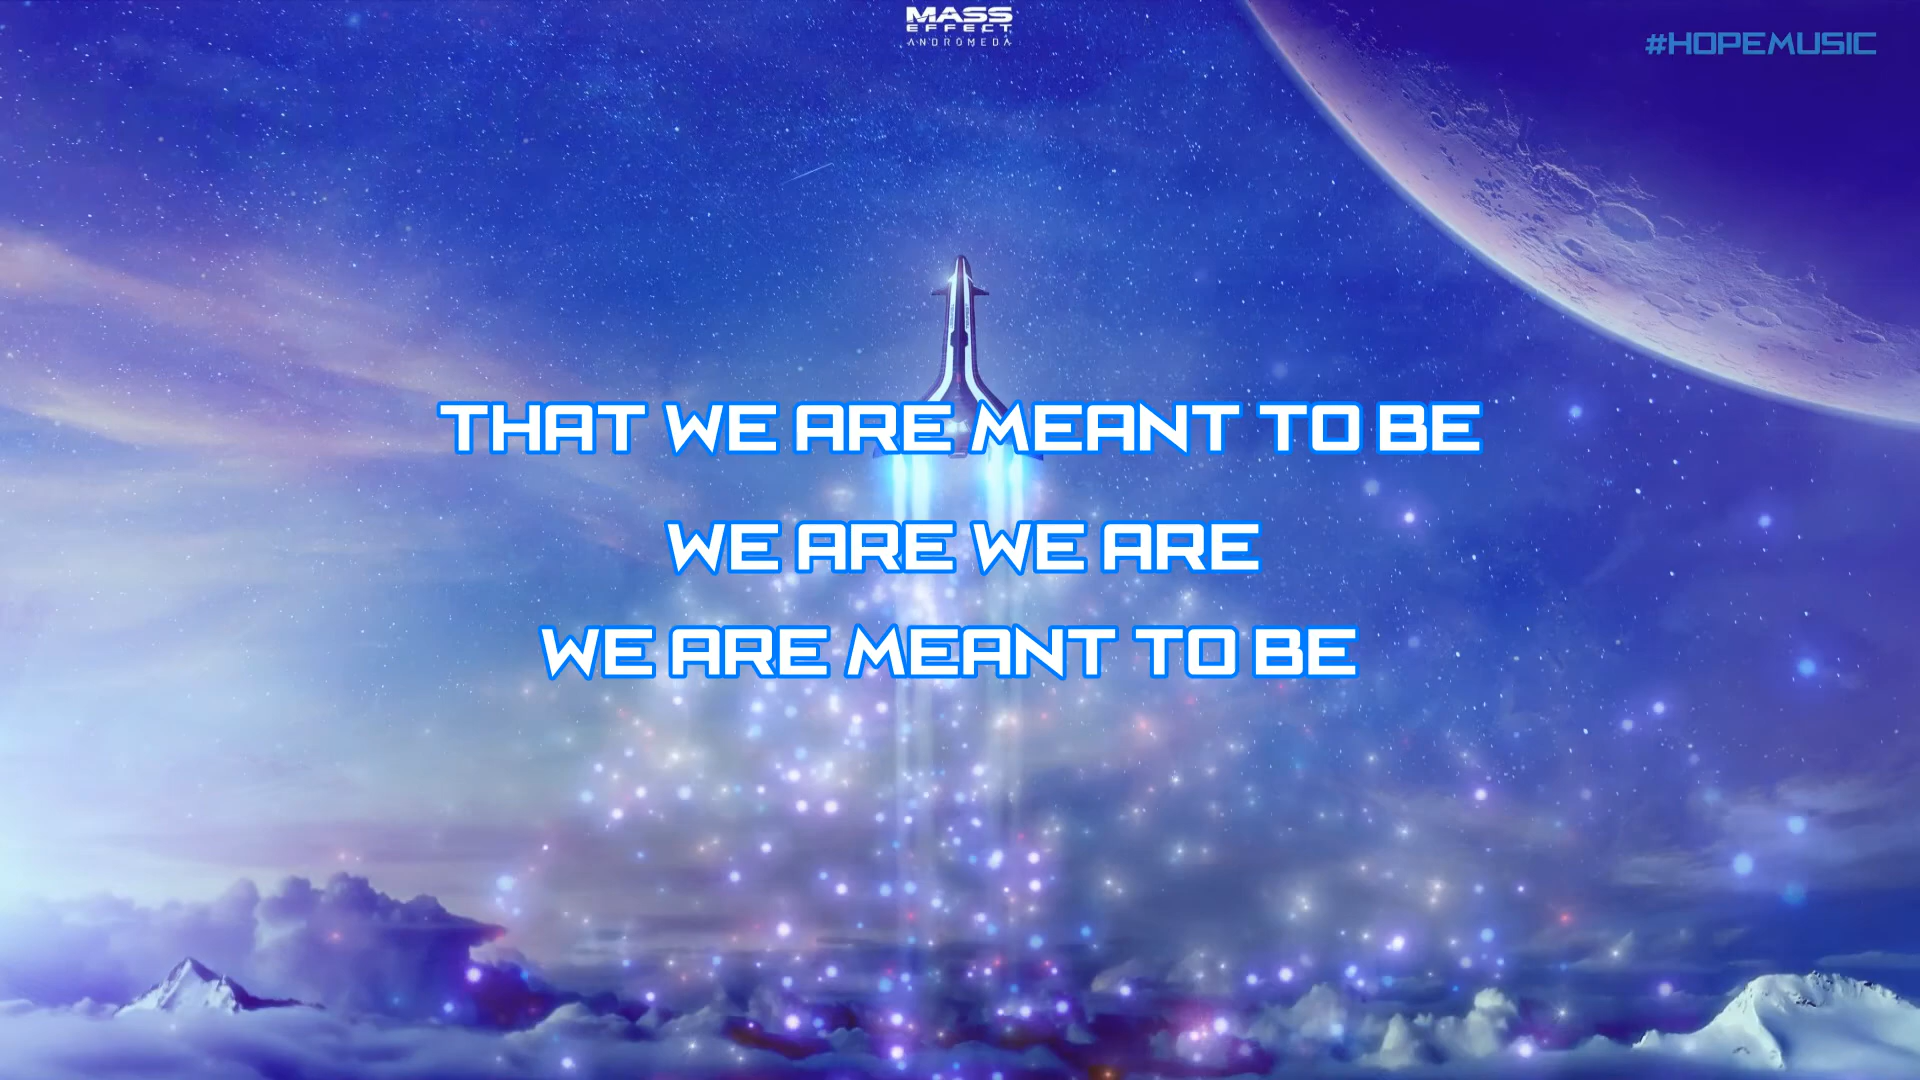 MASS
EFFECT
ANDROMEDA
#HOPEMUSIC
THAT WE ARE MEANT TO BE
WE ARE WE ARE
WE ARE MEANT TO BE